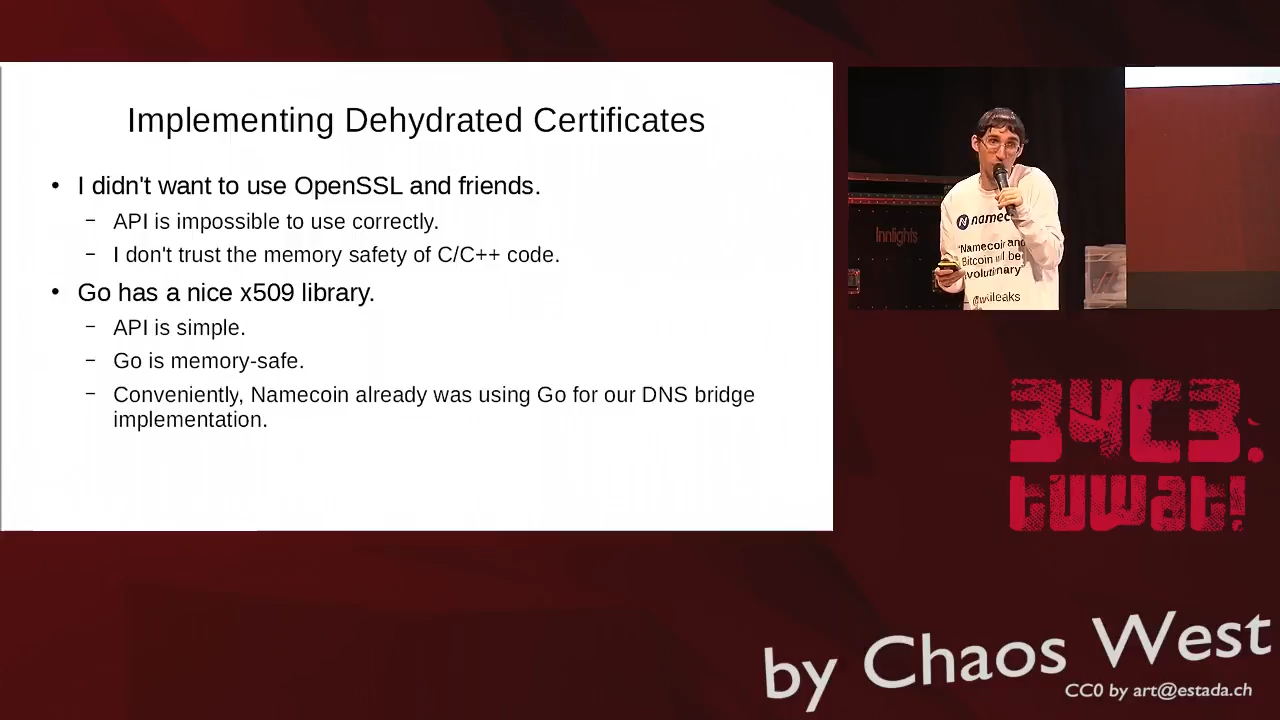 Implementing Dehydrated Certificates
• I didn't want to use OpenSSL and friends.
– API is impossible to use correctly.
– I don't trust the memory safety of C/C++ code.
• Go has a nice x509 library.
– API is simple.
– Go is memory-safe.
– Conveniently, Namecoin already was using Go for our DNS bridge
implementation.
Innlights
namec
"Namecoin and
Bitcoin will be
volutionary"
- @wikileaks
34C3.
tuwat!
by Chaos West
CC0 by art@estada.ch